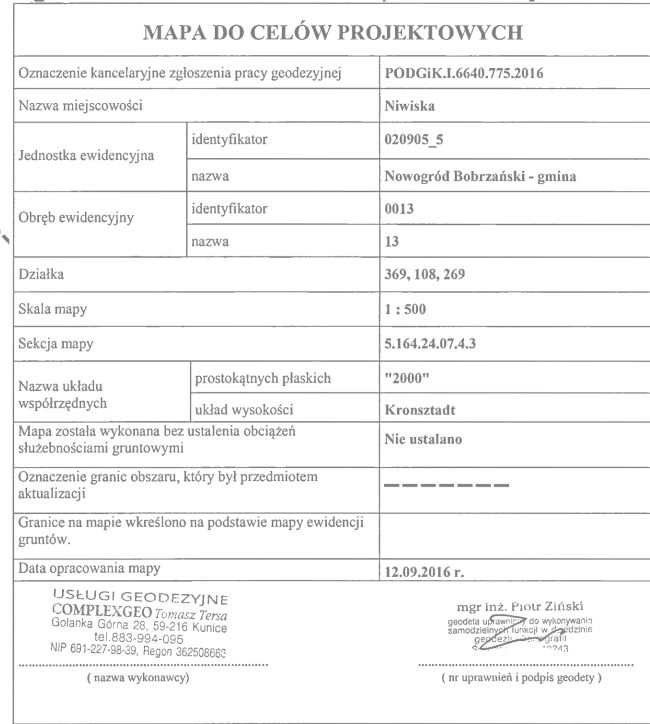 MAPA DO CELÓW PROJEKTOWYCH
Oznaczenie kancelaryjne zgłoszenia pracy geodezyjnej PODGiK.I.6640.775.2016
Nazwa miejscowości Niwiska
Jednostka ewidencyjna identyfikator 020905_5
nazwa Nowogród Bobrzański - gmina
Obręb ewidencyjny identyfikator 0013
nazwa 13
Działka 369, 108, 269
Skala mapy 1 : 500
Sekcja mapy 5.164.24.07.4.3
Nazwa układu współrzędnych prostokątnych płaskich "2000"
układ wysokości Kronsztadt
Mapa została wykonana bez ustalenia obciążeń
służebnościami gruntowymi Nie ustalano
Oznaczenie granic obszaru, który był przedmiotem
aktualizacji
Granice na mapie wkreślono na podstawie mapy ewidencji
gruntów.
Data opracowania mapy 12.09.2016 r.
USŁUGI GEODEZYJNE
COMPLEXGEO Tomasz Tersa
Golanka Górna 28, 59-216 Kunice
tel.883-994-095
NIP 691-227-98-39, Regon 362508663
( nazwa wykonawcy)
mgr inż. Piotr Ziński
geodeta uprawniony do wykonywania
samodzielnych funkcji w dziedzinie
geodezji
( nr uprawnień i podpis geodety )